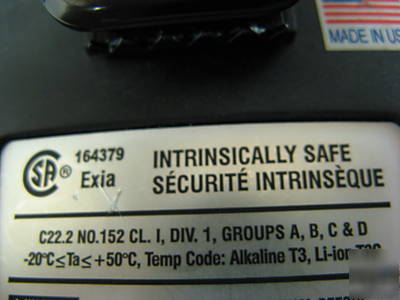 MADE IN US
CSA ® 164379 Exia
INTRINSICALLY SAFE
SÉCURITÉ INTRINSÈQUE
C22.2 NO.152 CL. I, DIV. 1, GROUPS A, B, C & D
-20°C≤Ta≤+50°C, Temp Code: Alkaline T3, Li-ion